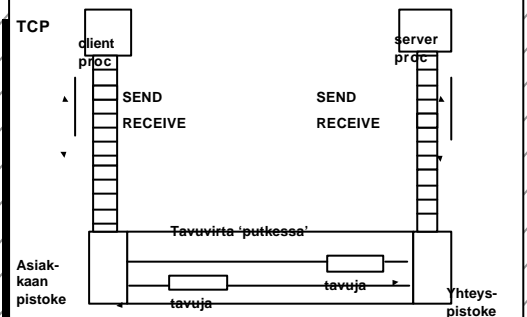 TCP
client
proc
server
proc
SEND
RECEIVE
SEND
RECEIVE
Tavuvirta ‘putkessa’
Asiak-
kaan
pistoke
tavuja
tavuja
Yhteys-
pistoke